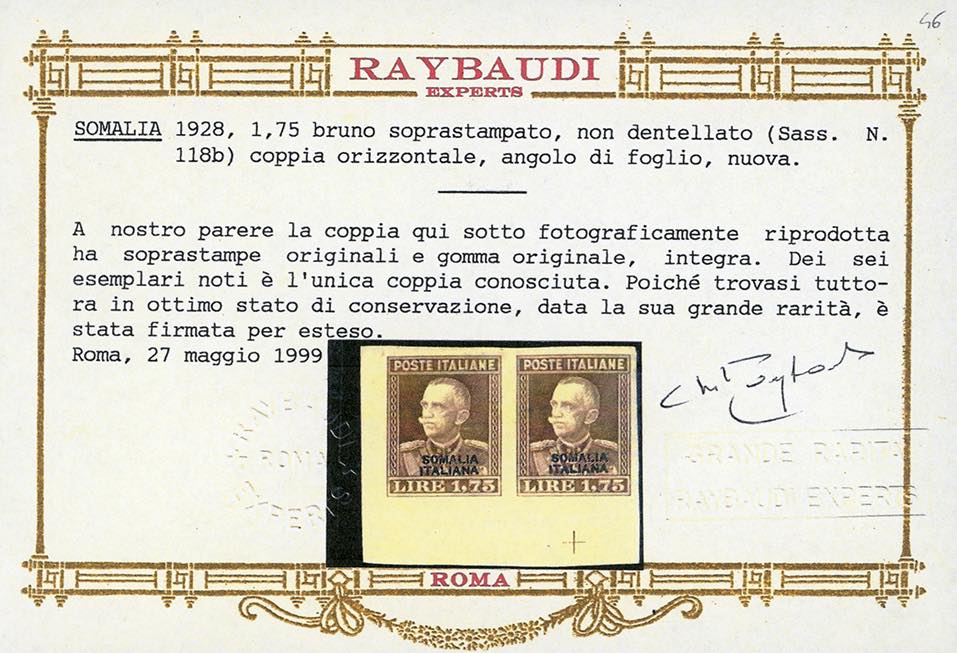 46
RAYBAUDI
EXPERTS
SOMALIA 1928, 1,75 bruno soprastampato, non dentellato (Sass. N.
118b) coppia orizzontale, angolo di foglio, nuova.
A nostro parere la coppia qui sotto fotograficamente riprodotta
ha soprastampe originali e gomma originale, integra. Dei sei
esemplari noti è l'unica coppia conosciuta. Poiché trovasi tutto-
ra in ottimo stato di conservazione, data la sua grande rarità, è
stata firmata per esteso.
Roma, 27 maggio 1999
POSTE ITALIANE POSTE ITALIANE
SOMALIA SOMALIA
ITALIANA ITALIANA
LIRE 1.75 LIRE 1.75
ROMA
EXPER
GRANDE RARITA
RAYBAUDI EXPERTS
ROMA